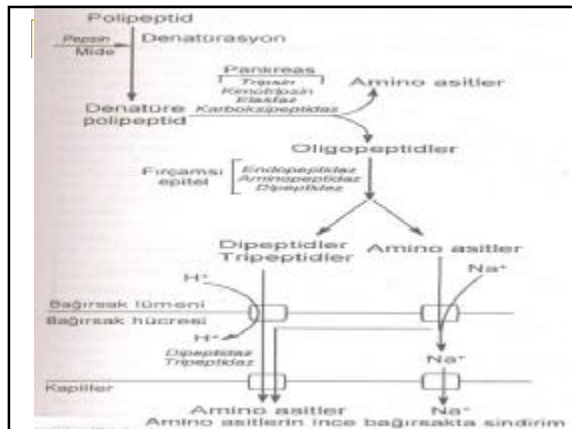 Polipeptid
Pepsin
Mide
Denatürasyon
Pankreas
Tripsin
Kimotripsin
Elastaz
Karboksipeptidaz
Amino asitler
Denatüre
polipeptid
Oligopeptidler
Fırçamsı
epitel
Endopeptidaz
Aminopeptidaz
Dipeptidaz
Dipeptidler
Tripeptidler
Amino asitler
H+
Na+
Bağırsak lümeni
Bağırsak hücresi
H+
Dipeptidaz
Tripeptidaz
Na+
Kapiller
Amino asitler
Na+
Amino asitlerin ince bağırsakta sindirim